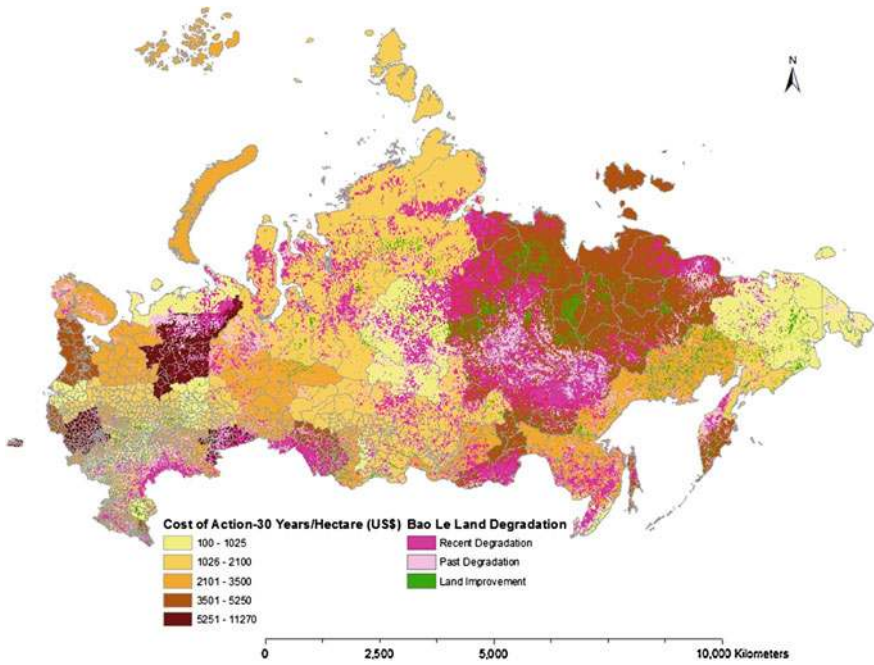 N
Cost of Action-30 Years/Hectare (US$)
100 - 1025
1026 - 2100
2101 - 3500
3501 - 5250
5251 - 11270
Bao Le Land Degradation
Recent Degradation
Past Degradation
Land Improvement
0 2,500 5,000 10,000 Kilometers